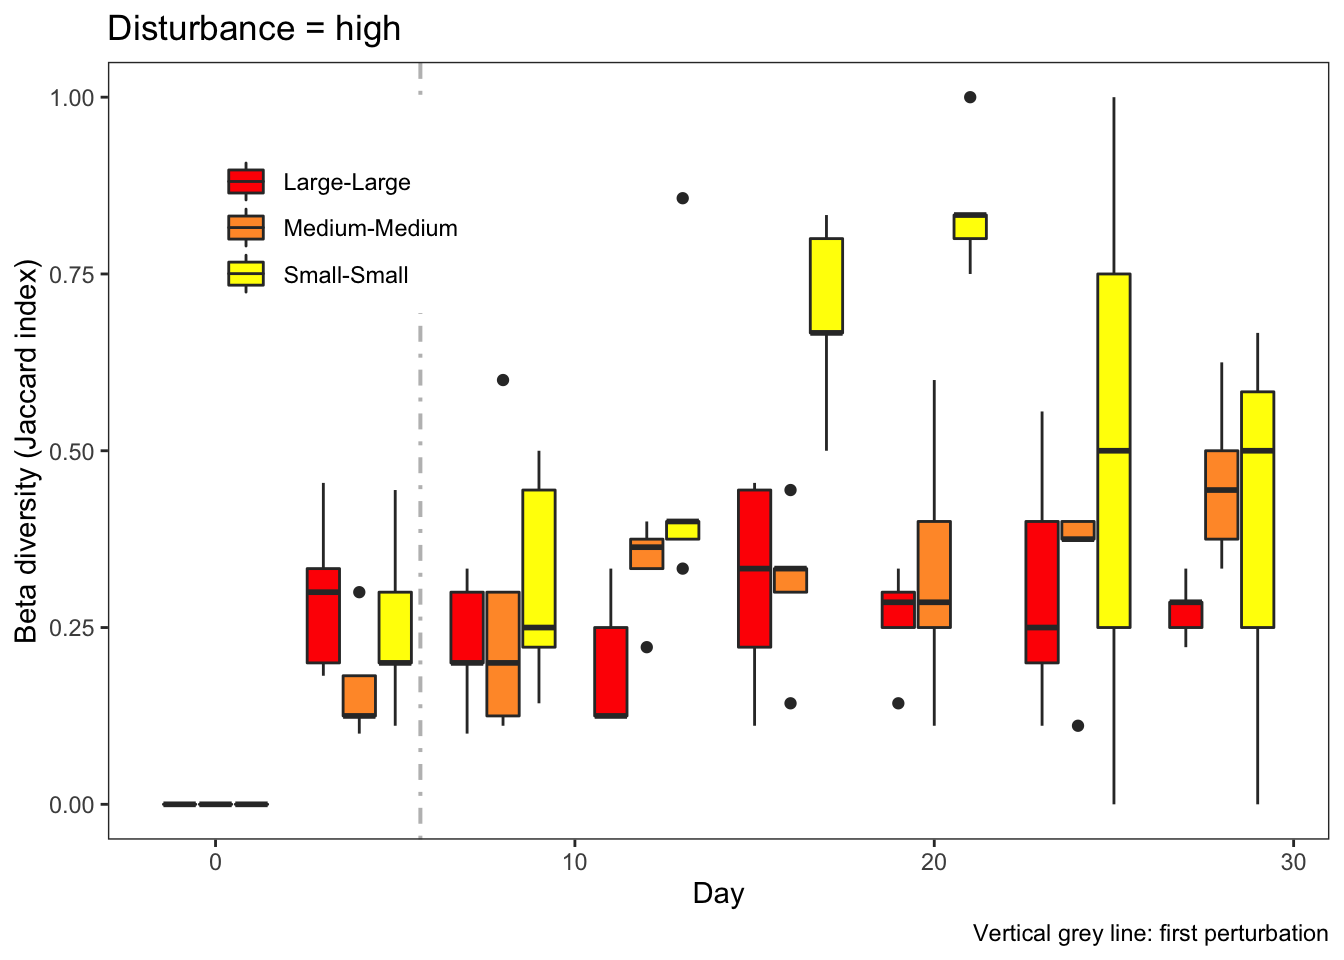 Disturbance = high
Beta diversity (Jaccard index)
1.00
0.75
0.50
0.25
0.00
Large-Large
Medium-Medium
Small-Small
0 10 20 30
Day
Vertical grey line: first perturbation